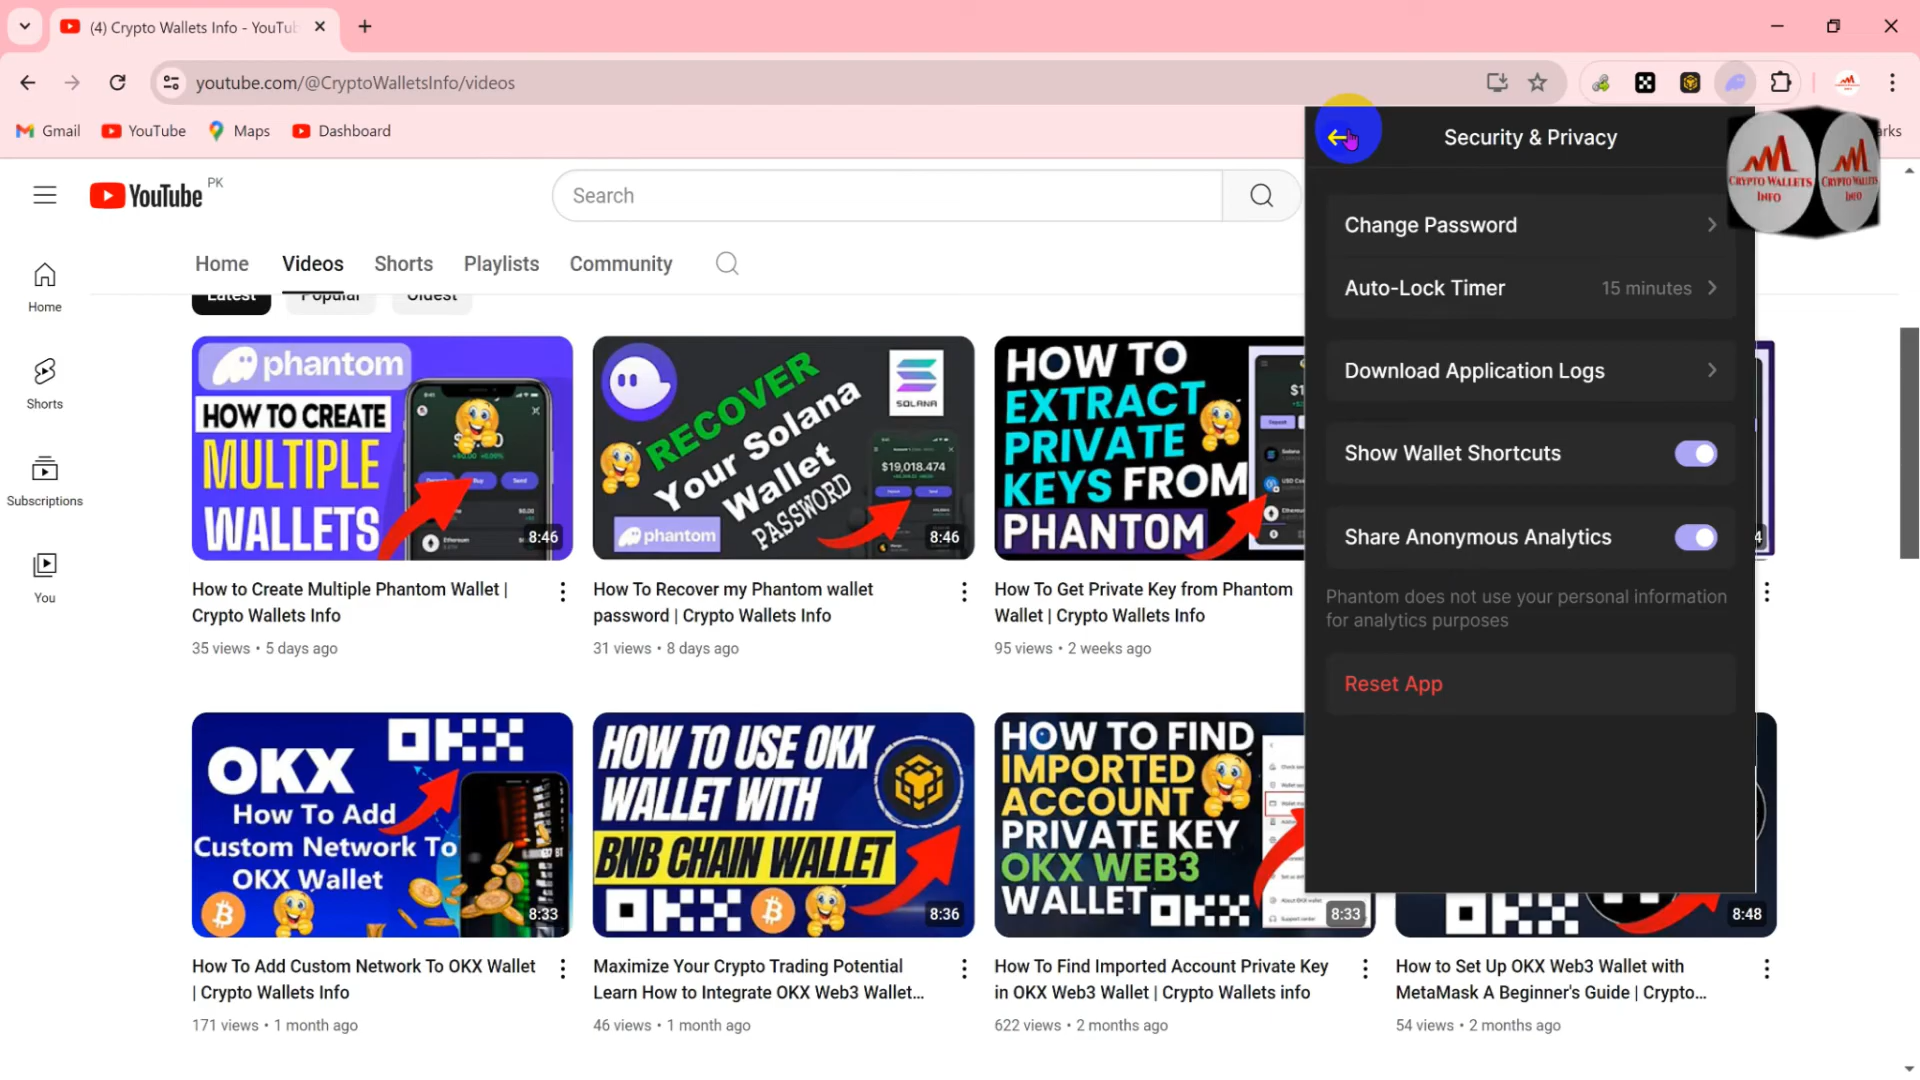 (4) Crypto Wallets Info - YouTub
youtube.com/@CryptoWalletsInfo/videos
Gmail
YouTube
Maps
Dashboard
arks
YouTube PK
Search
Home
Videos
Shorts
Playlists
Community
Latest
Popular
Oldest
Home
Shorts
Subscriptions
You
phantom
HOW TO CREATE
MULTIPLE
WALLETS
8:46
How to Create Multiple Phantom Wallet |
Crypto Wallets Info
35 views • 5 days ago
RECOVER
Your Solana
Wallet
PASSWORD
SOLANA
$19,018.474
phantom
8:46
How To Recover my Phantom wallet
password | Crypto Wallets Info
31 views • 8 days ago
HOW TO
EXTRACT
PRIVATE
KEYS FROM
PHANTOM
How To Get Private Key from Phantom
Wallet | Crypto Wallets Info
95 views • 2 weeks ago
4
OKX
OKX
How To Add
Custom Network To
OKX Wallet
8:33
How To Add Custom Network To OKX Wallet
| Crypto Wallets Info
171 views • 1 month ago
HOW TO USE OKX
WALLET WITH
BNB CHAIN WALLET
OKX
8:36
Maximize Your Crypto Trading Potential
Learn How to Integrate OKX Web3 Wallet...
46 views • 1 month ago
HOW TO FIND
IMPORTED
ACCOUNT
PRIVATE KEY
OKX WEB3
WALLET
OKX
8:33
How To Find Imported Account Private Key
in OKX Web3 Wallet | Crypto Wallets info
622 views • 2 months ago
8:48
How to Set Up OKX Web3 Wallet with
MetaMask A Beginner's Guide | Crypto...
54 views • 2 months ago
Security & Privacy
Change Password
Auto-Lock Timer 15 minutes
Download Application Logs
Show Wallet Shortcuts
Share Anonymous Analytics
Phantom does not use your personal information
for analytics purposes
Reset App
CRYPTO WALLETS
INFO
CRYPTO WALLETS
INFO